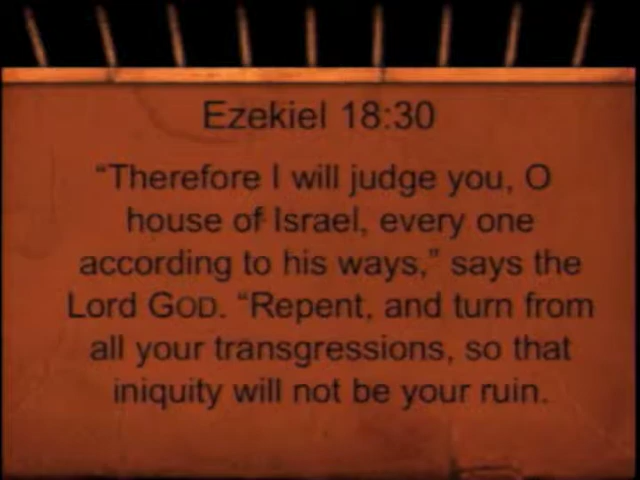 Ezekiel 18:30
“Therefore I will judge you, O
house of Israel, every one
according to his ways,” says the
Lord GOD. “Repent, and turn from
all your transgressions, so that
iniquity will not be your ruin.